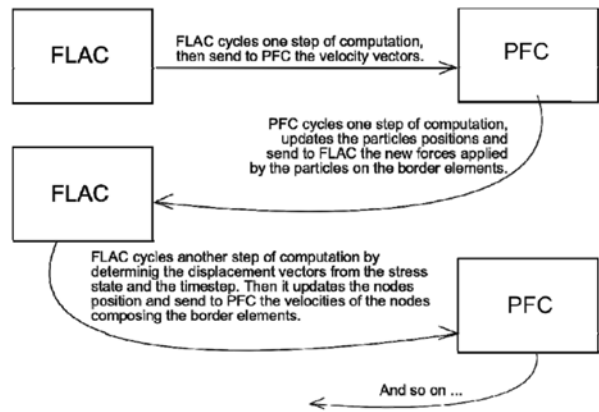 FLAC
FLAC cycles one step of computation,
then send to PFC the velocity vectors.
PFC
PFC cycles one step of computation,
updates the particles positions and
send to FLAC the new forces applied
by the particles on the border elements.
FLAC
FLAC cycles another step of computation by
determinig the displacement vectors from the stress
state and the timestep. Then it updates the nodes
position and send to PFC the velocities of the nodes
composing the border elements.
PFC
And so on ...